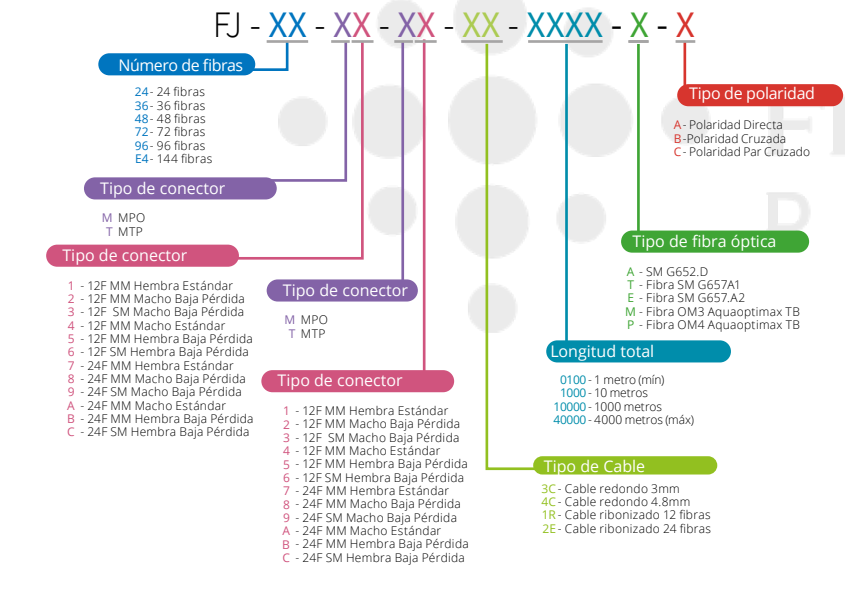 FJ - XX - XX - XX - XX - XXXX - X - X
Número de fibras
24 - 24 fibras
36 - 36 fibras
48 - 48 fibras
72 - 72 fibras
96 - 96 fibras
E4 - 144 fibras
Tipo de conector
M MPO
T MTP
Tipo de conector
1 - 12F MM Hembra Estándar
2 - 12F MM Macho Baja Pérdida
3 - 12F SM Macho Baja Pérdida
4 - 12F MM Macho Estándar
5 - 12F MM Hembra Baja Pérdida
6 - 12F SM Hembra Baja Pérdida
7 - 24F MM Hembra Estándar
8 - 24F MM Macho Baja Pérdida
9 - 24F SM Macho Baja Pérdida
A - 24F MM Macho Estándar
B - 24F MM Hembra Baja Pérdida
C - 24F SM Hembra Baja Pérdida
Tipo de conector
M MPO
T MTP
Tipo de conector
1 - 12F MM Hembra Estándar
2 - 12F MM Macho Baja Pérdida
3 - 12F SM Macho Baja Pérdida
4 - 12F MM Macho Estándar
5 - 12F MM Hembra Baja Pérdida
6 - 12F SM Hembra Baja Pérdida
7 - 24F MM Hembra Estándar
8 - 24F MM Macho Baja Pérdida
9 - 24F SM Macho Baja Pérdida
A - 24F MM Macho Estándar
B - 24F MM Hembra Baja Pérdida
C - 24F SM Hembra Baja Pérdida
Tipo de Cable
3C - Cable redondo 3mm
4C - Cable redondo 4.8mm
1R - Cable ribonizado 12 fibras
2E - Cable ribonizado 24 fibras
Longitud total
0100 - 1 metro (mín)
1000 - 10 metros
10000 - 1000 metros
40000 - 4000 metros (máx)
Tipo de fibra óptica
A - SM G652.D
T - Fibra SM G657A1
E - Fibra SM G657.A2
M - Fibra OM3 Aquaoptimax TB
P - Fibra OM4 Aquaoptimax TB
Tipo de polaridad
A - Polaridad Directa
B -Polaridad Cruzada
C - Polaridad Par Cruzado